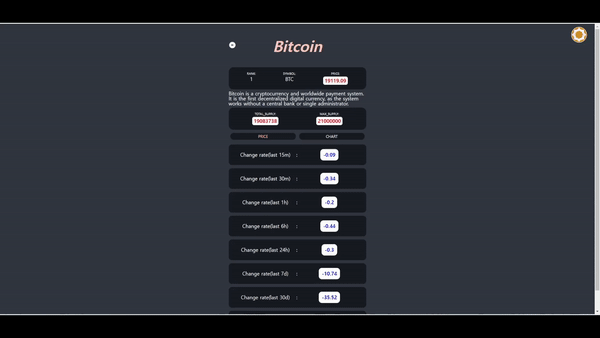 Bitcoin
RANK: SYMBOL: PRICE:
1 BTC 19119.09
Bitcoin is a cryptocurrency and worldwide payment system.
It is the first decentralized digital currency, as the system
works without a central bank or single administrator.
TOTAL_SUPPLY: MAX_SUPPLY:
19083738 21000000
PRICE CHART
Change rate(last 15m) : -0.09
Change rate(last 30m) : -0.34
Change rate(last 1h) : -0.2
Change rate(last 6h) : -0.44
Change rate(last 24h) : -0.3
Change rate(last 7d) : -10.74
Change rate(last 30d) : -35.52